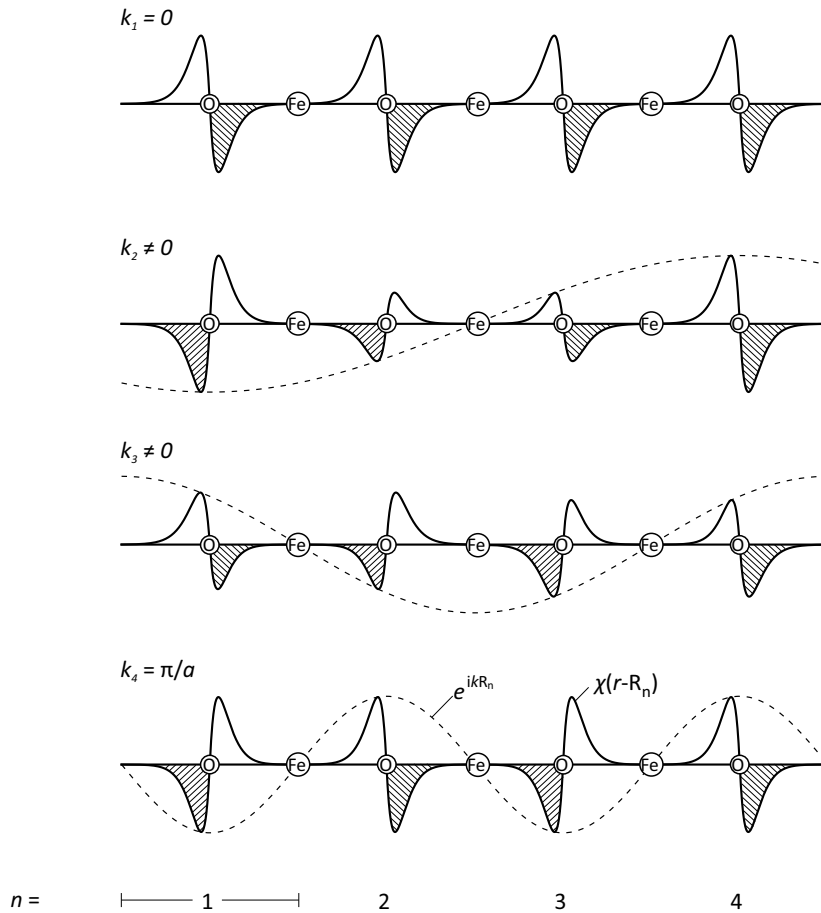 k₁ = 0
O Fe O Fe O Fe O
k₂ ≠ 0
O Fe O Fe O Fe O
k₃ ≠ 0
O Fe O Fe O Fe O
k₄ = π/a
e^{ikR_n}
χ(r-Rₙ)
O Fe O Fe O Fe O
n = 1 2 3 4